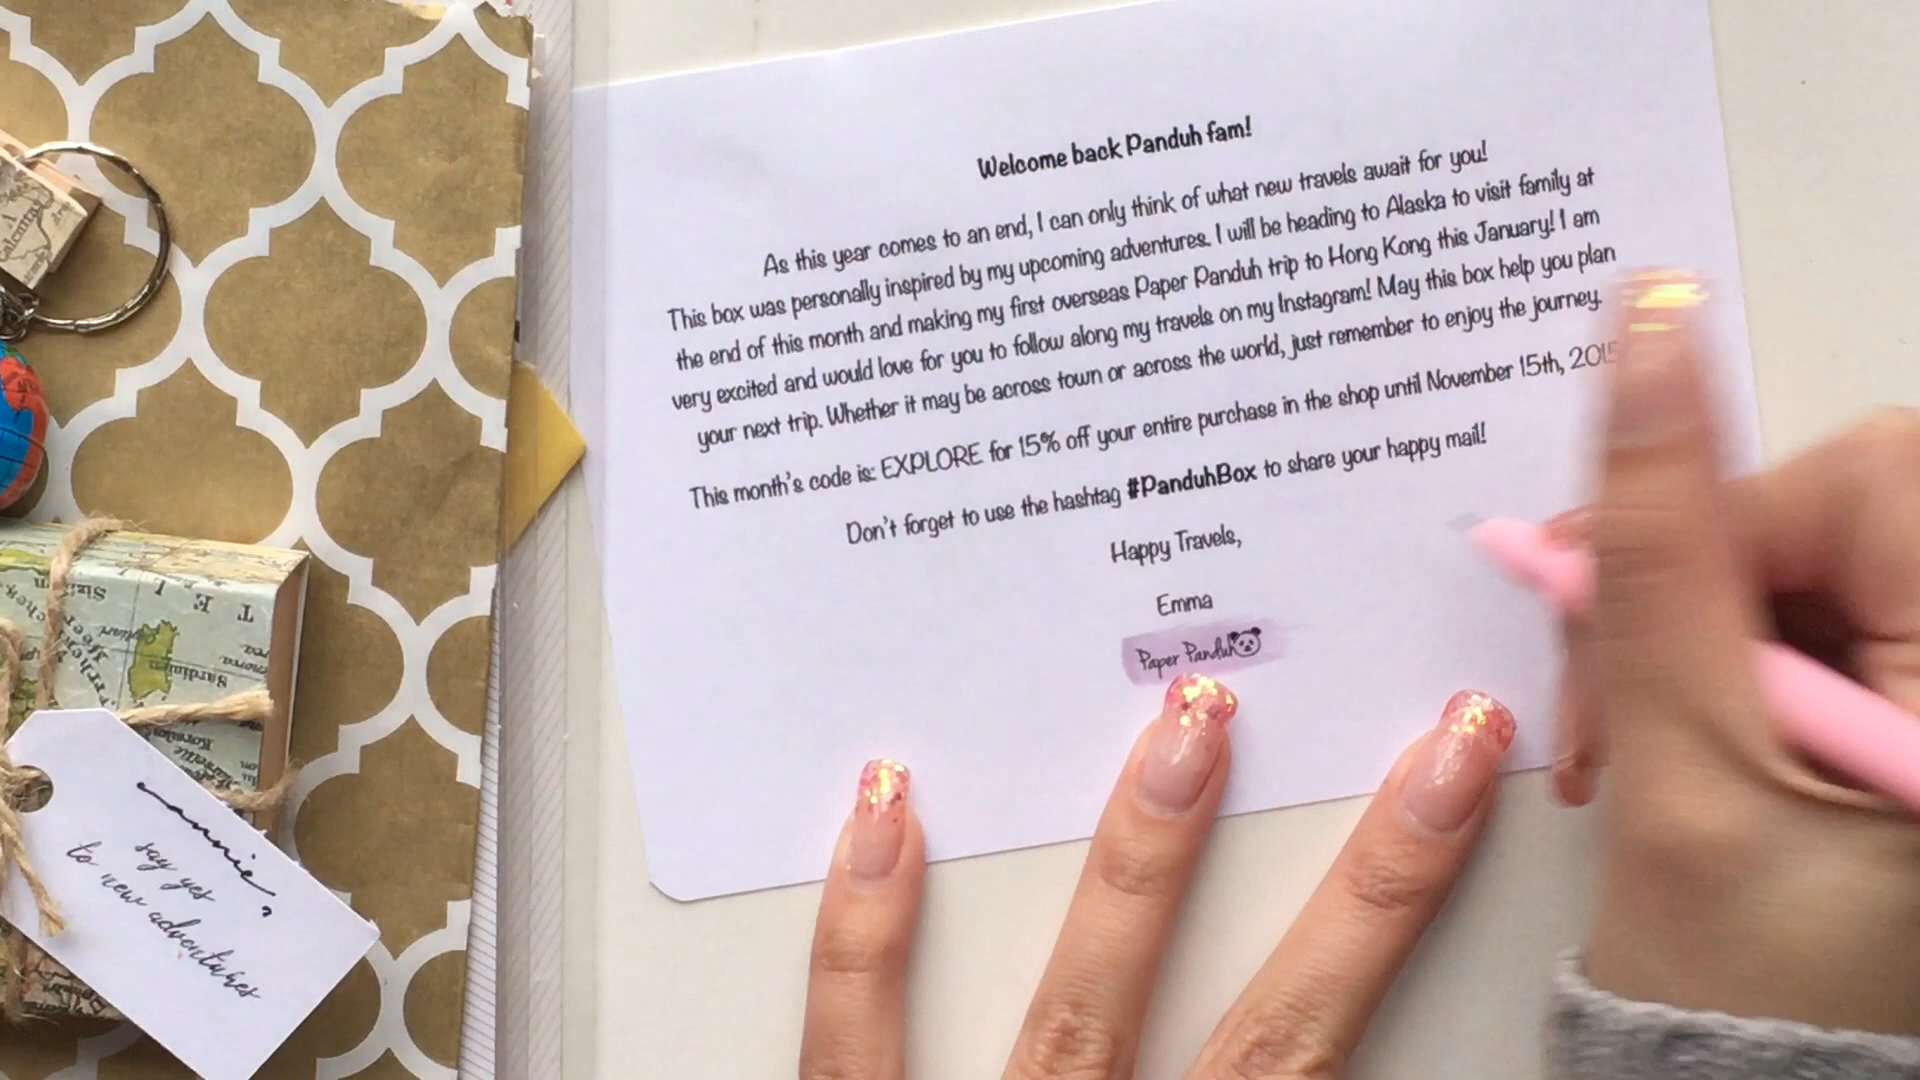 Welcome back Panduh fam!
As this year comes to an end, I can only think of what new travels await for you!
This box was personally inspired by my upcoming adventures. I will be heading to Alaska to visit family at
the end of this month and making my first overseas Paper Panduh trip to Hong Kong this January! I am
very excited and would love for you to follow along my travels on my Instagram! May this box help you plan
your next trip. Whether it may be across town or across the world, just remember to enjoy the journey.
This month's code is: EXPLORE for 15% off your entire purchase in the shop until November 15th, 2015
Don't forget to use the hashtag #PanduhBox to share your happy mail!
Happy Travels,
Emma
Paper Panduh
annie,
say yes
to new adventures
Sardinien